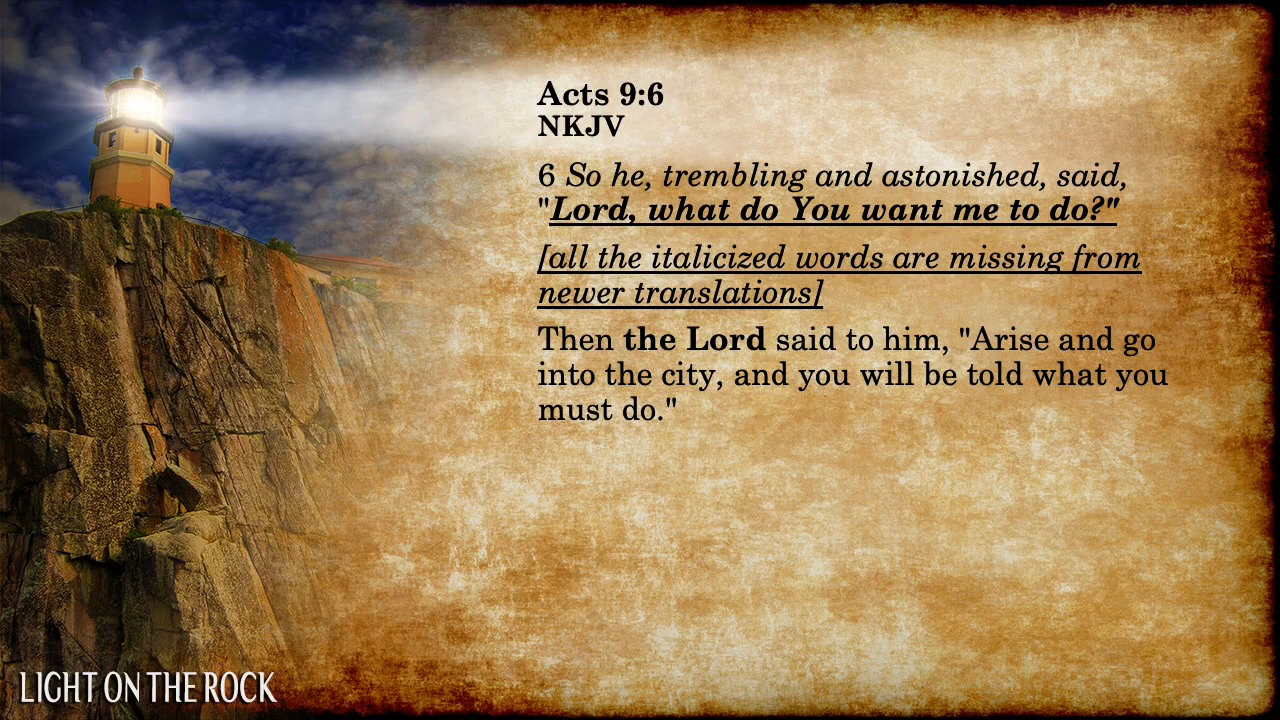 Acts 9:6
NKJV
6 So he, trembling and astonished, said,
"Lord, what do You want me to do?"
[all the italicized words are missing from
newer translations]
Then the Lord said to him, "Arise and go
into the city, and you will be told what you
must do."
LIGHT ON THE ROCK